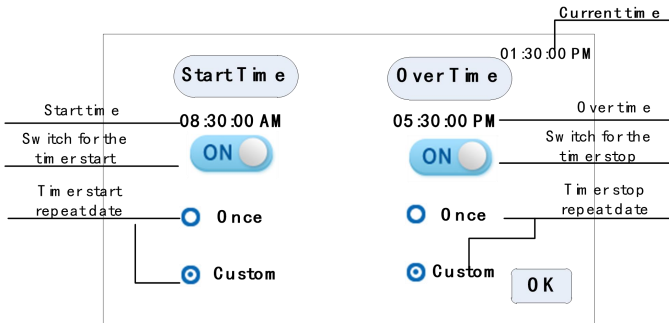 Current time
01:30:00 PM
Start Time
Over Time
Start time
08:30:00 AM
05:30:00 PM
Over time
Switch for the
timer start
ON
ON
Switch for the
timer stop
Timer start
repeat date
Once
Once
Timer stop
repeat date
Custom
Custom
OK